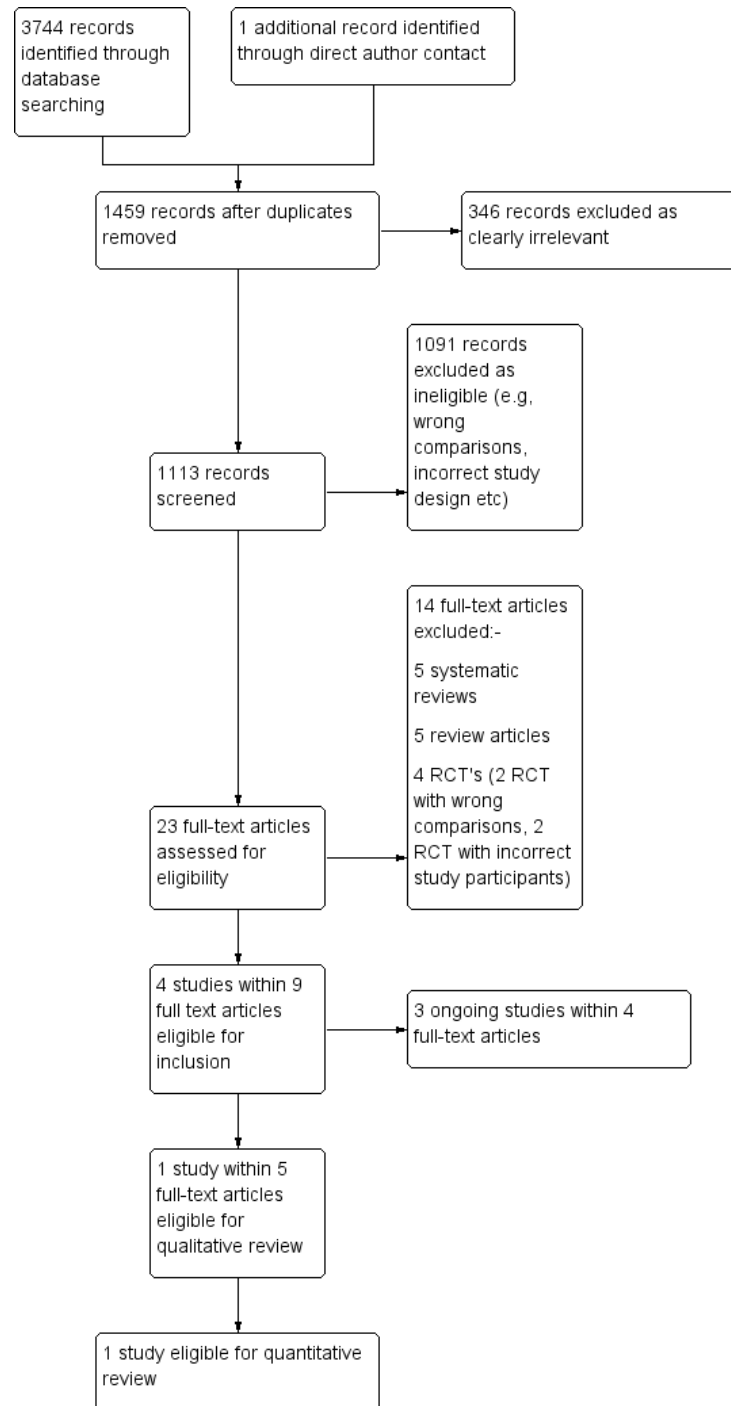 3744 records
identified through
database
searching
1 additional record identified
through direct author contact
1459 records after duplicates
removed
346 records excluded as
clearly irrelevant
1091 records
excluded as
ineligible (e.g,
wrong
comparisons,
incorrect study
design etc)
1113 records
screened
14 full-text articles
excluded:-
5 systematic
reviews
5 review articles
4 RCT's (2 RCT
with wrong
comparisons, 2
RCT with incorrect
study participants)
23 full-text articles
assessed for
eligibility
4 studies within 9
full text articles
eligible for
inclusion
3 ongoing studies within 4
full-text articles
1 study within 5
full-text articles
eligible for
qualitative review
1 study eligible for quantitative
review